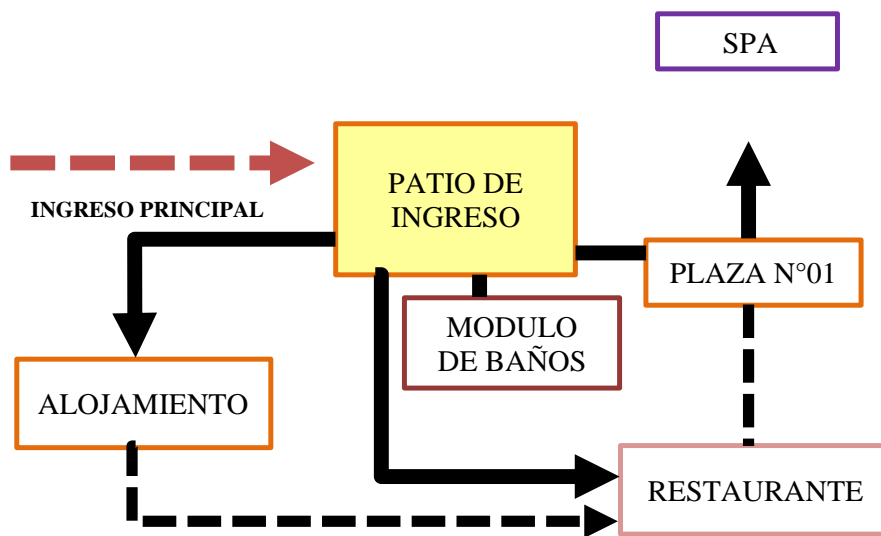 SPA
PATIO DE
INGRESO
INGRESO PRINCIPAL
PLAZA N°01
MODULO
DE BAÑOS
ALOJAMIENTO
RESTAURANTE